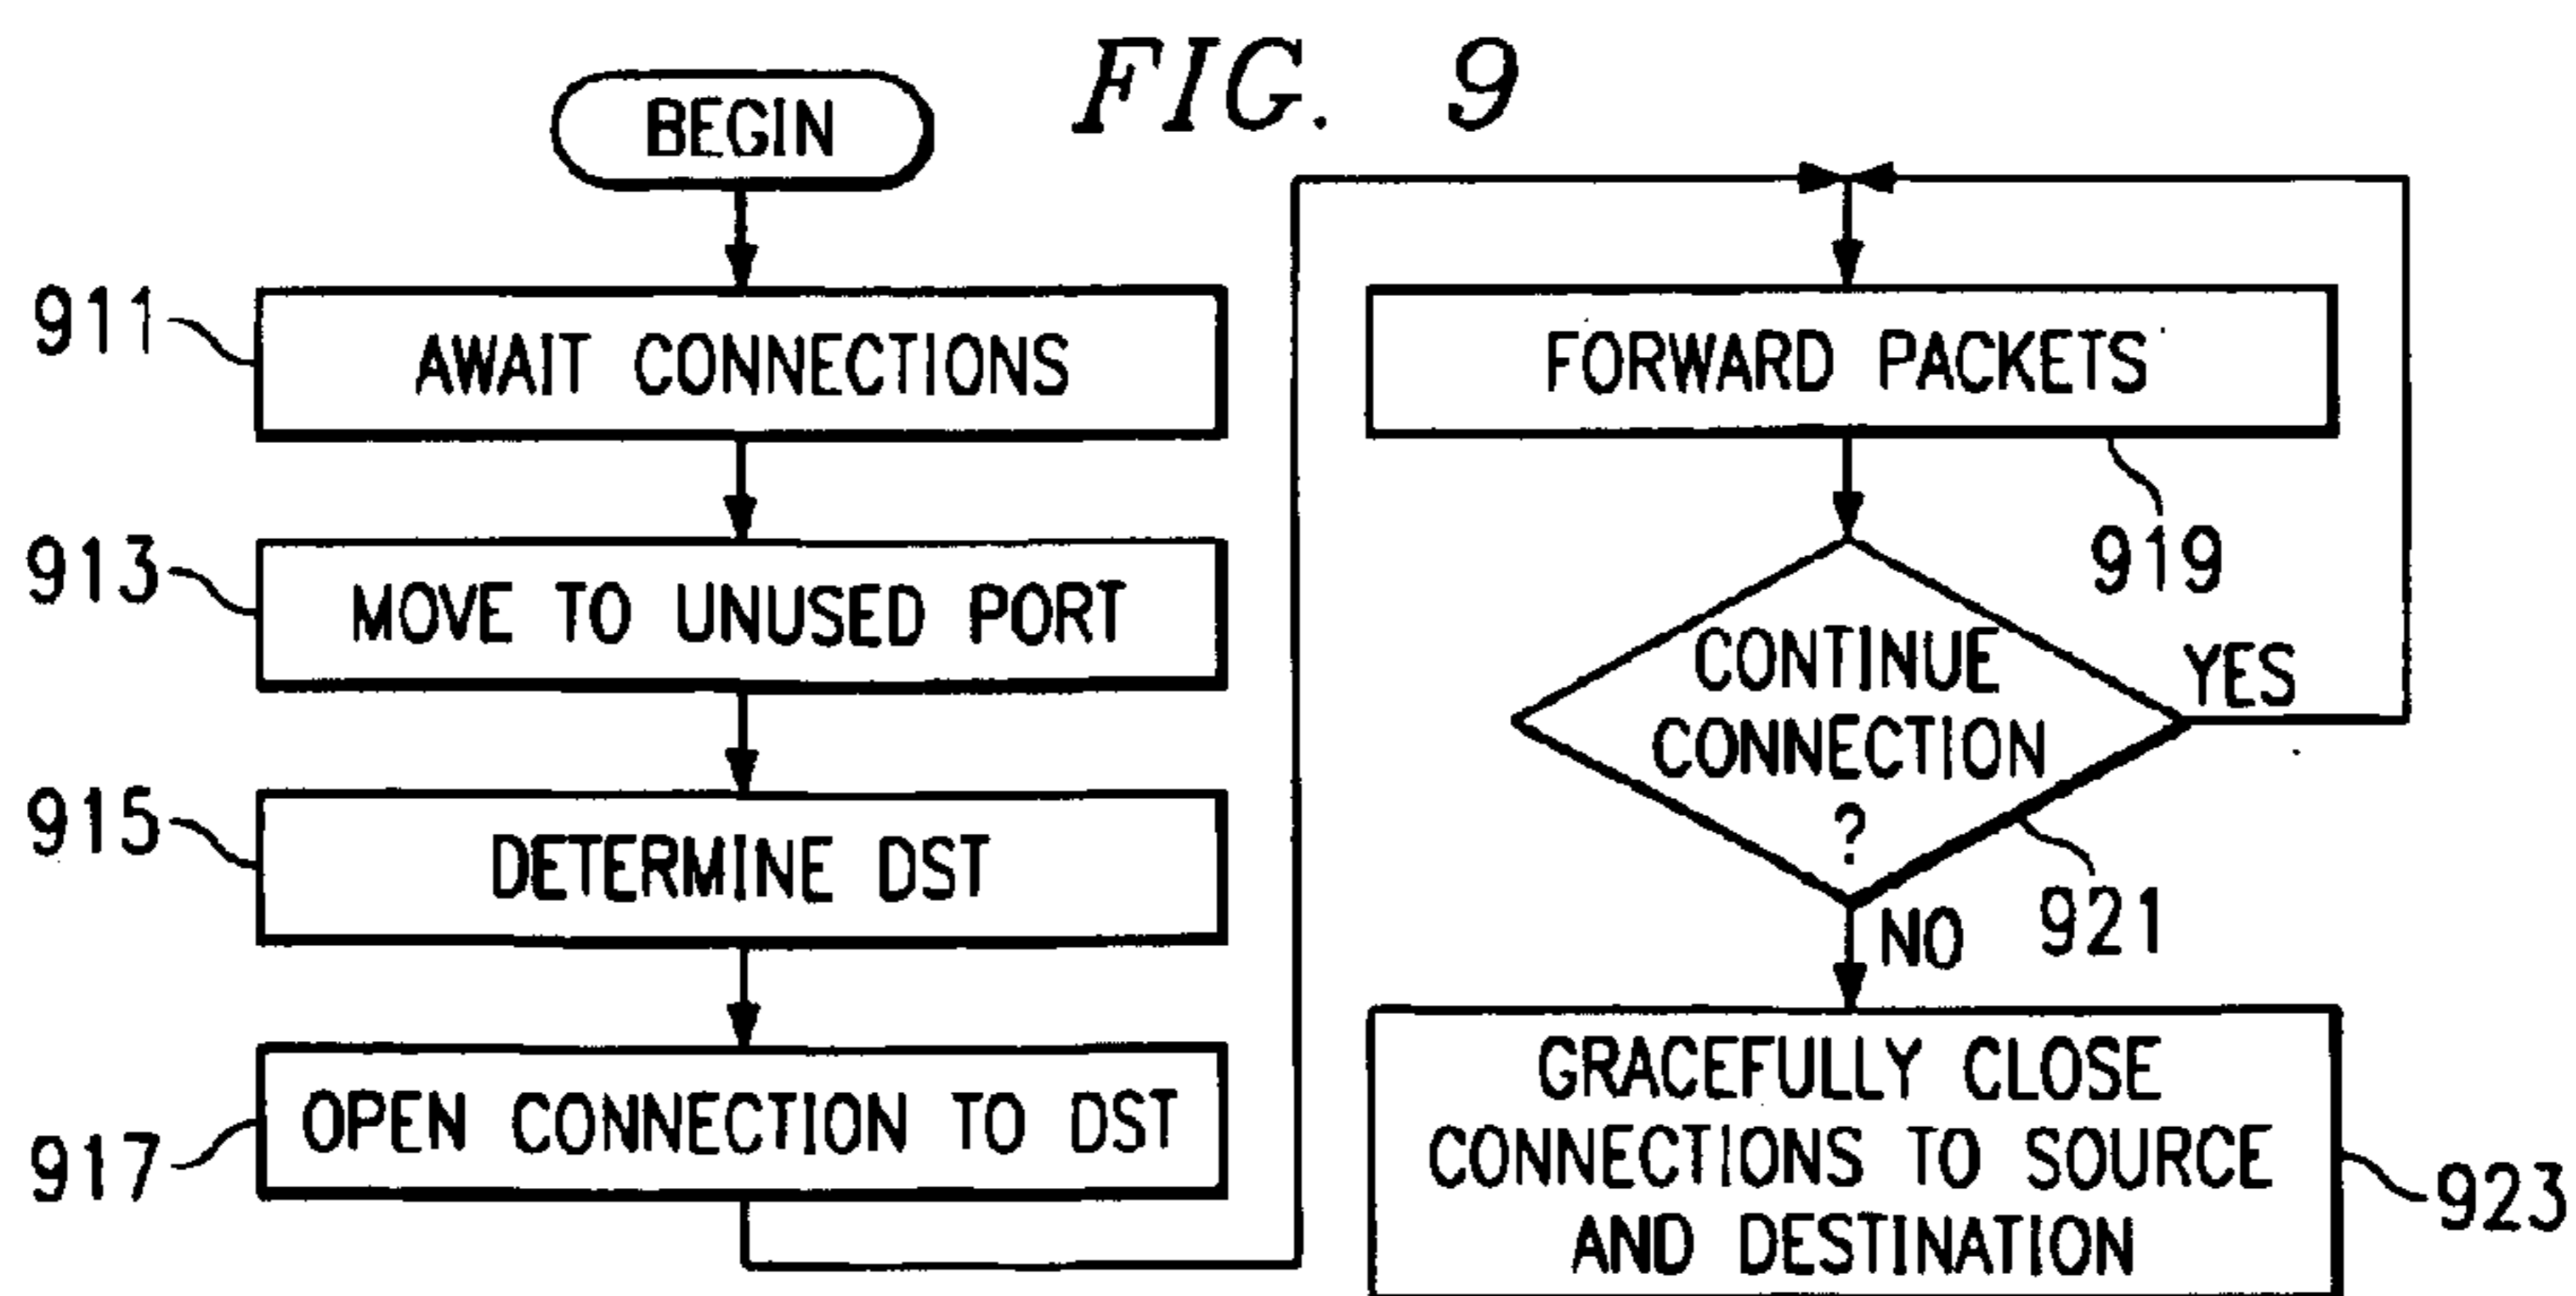 FIG. 9
BEGIN
911
AWAIT CONNECTIONS
913
MOVE TO UNUSED PORT
915
DETERMINE DST
917
OPEN CONNECTION TO DST
FORWARD PACKETS
919
CONTINUE
CONNECTION
?
YES
921
NO
GRACEFULLY CLOSE
CONNECTIONS TO SOURCE
AND DESTINATION
923